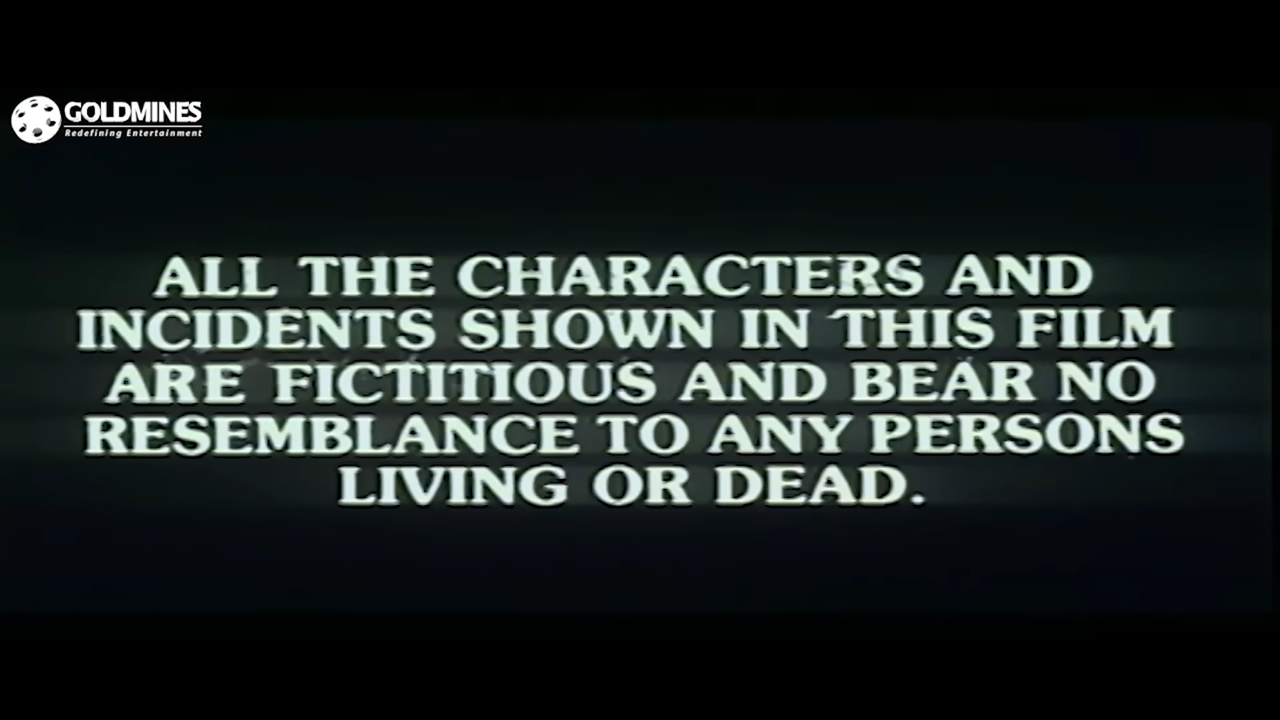 GOLDMINES
Redefining Entertainment
ALL THE CHARACTERS AND
INCIDENTS SHOWN IN THIS FILM
ARE FICTITIOUS AND BEAR NO
RESEMBLANCE TO ANY PERSONS
LIVING OR DEAD.